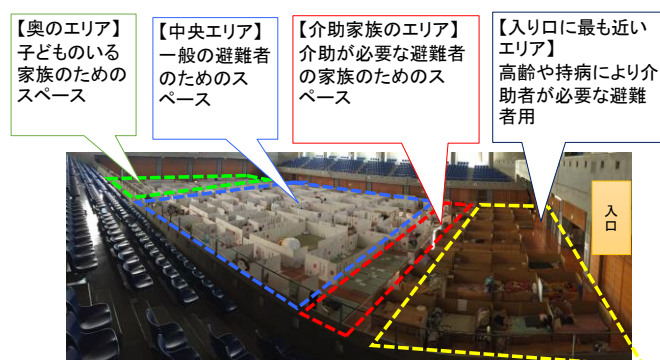 【奥のエリア】
子どものいる
家族のための
スペース
【中央エリア】
一般の避難者
のためのス
ペース
【介助家族のエリア】
介助が必要な避難者
の家族のためのス
ペース
【入り口に最も近い
エリア】
高齢や持病により介
助者が必要な避難
者用
入
口